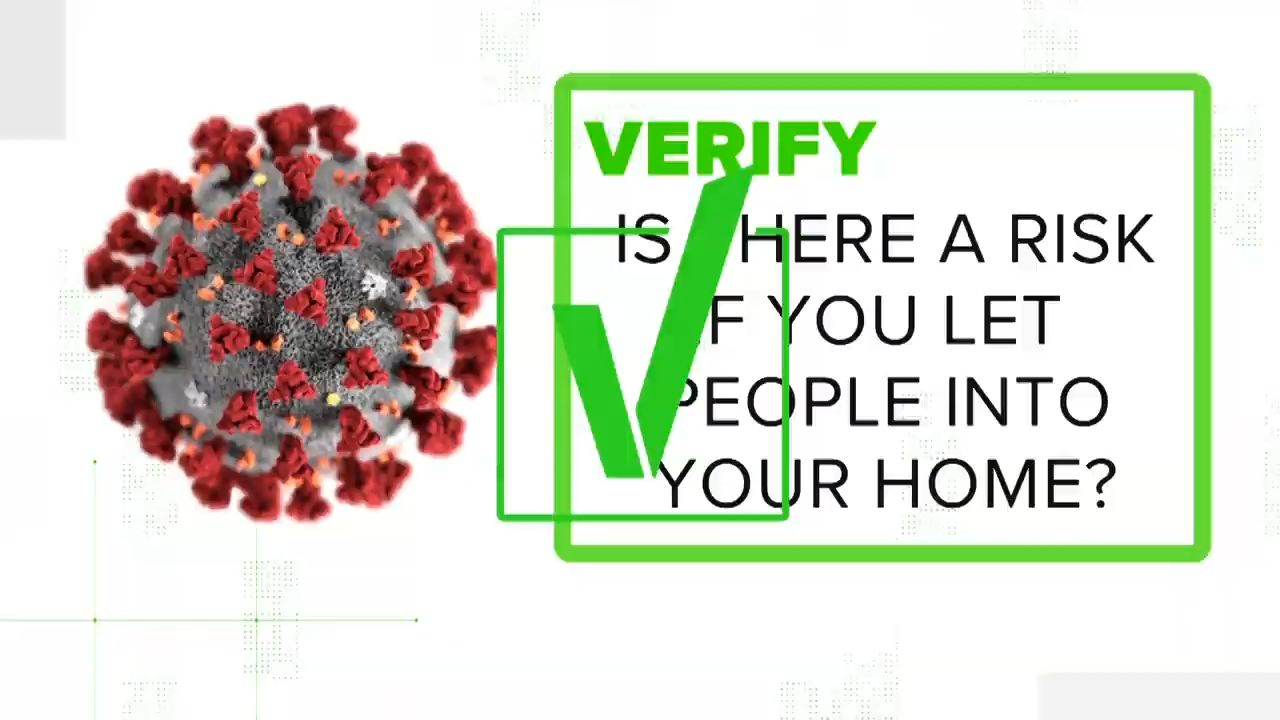 VERIFY
IS THERE A RISK
IF YOU LET
PEOPLE INTO
YOUR HOME?